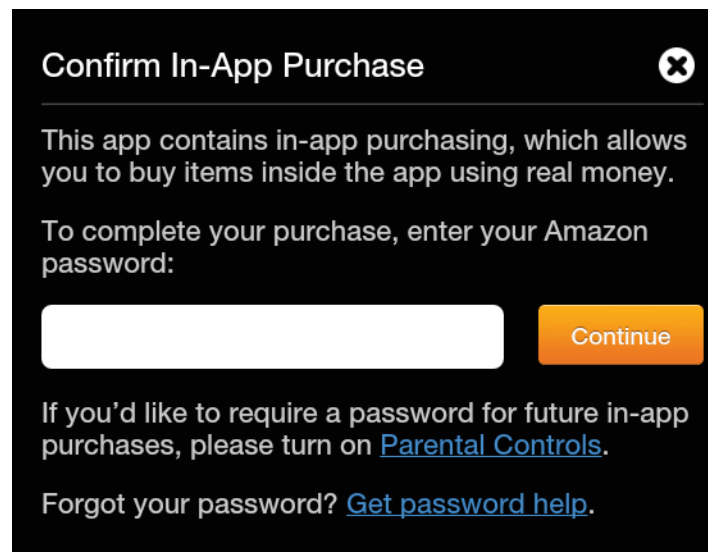 Confirm In-App Purchase
This app contains in-app purchasing, which allows
you to buy items inside the app using real money.
To complete your purchase, enter your Amazon
password:
Continue
If you’d like to require a password for future in-app
purchases, please turn on Parental Controls.
Forgot your password? Get password help.